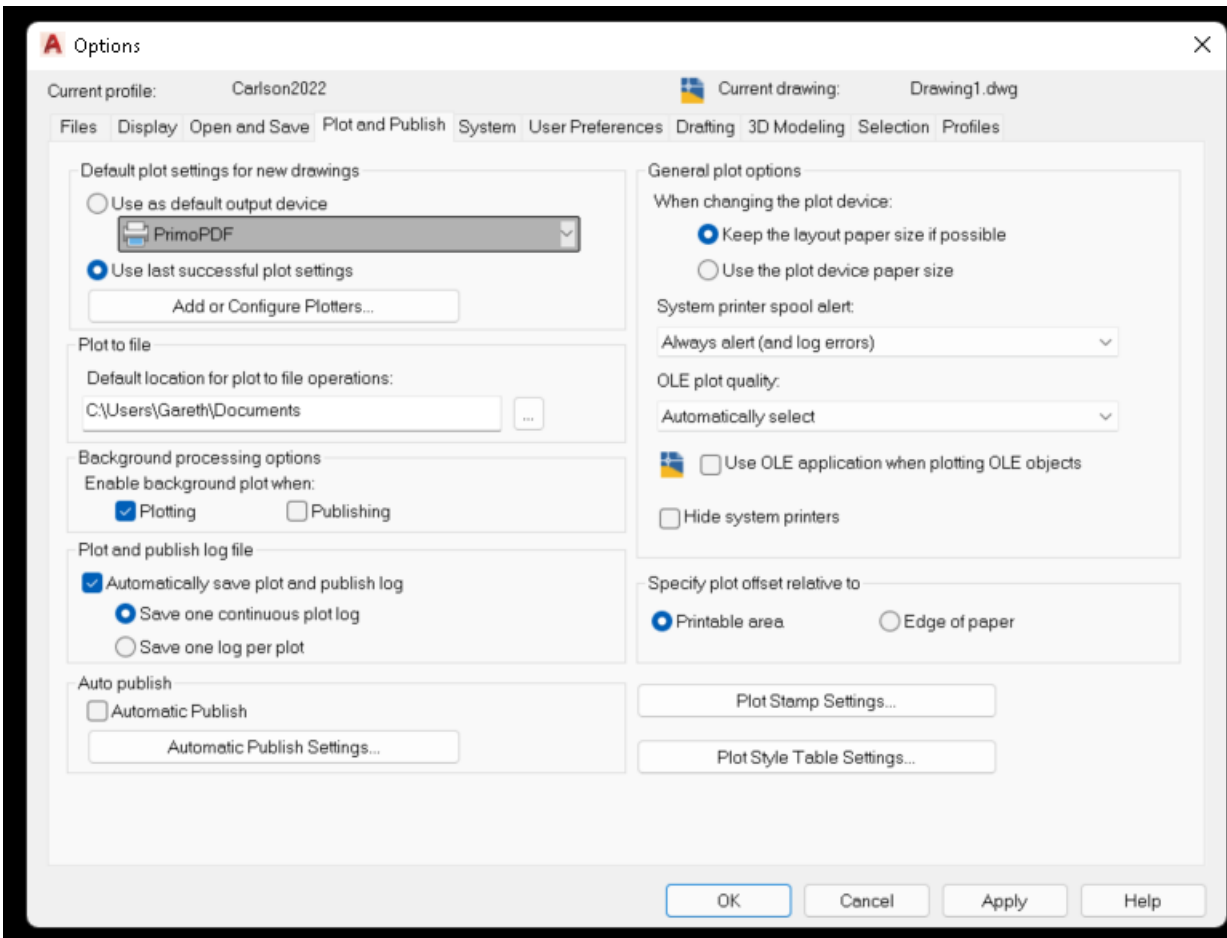 Options
Current profile: Carlson2022 Current drawing: Drawing1.dwg
Files Display Open and Save Plot and Publish System User Preferences Drafting 3D Modeling Selection Profiles
Default plot settings for new drawings
Use as default output device
PrimoPDF
Use last successful plot settings
Add or Configure Plotters...
Plot to file
Default location for plot to file operations:
C:\Users\Gareth\Documents
...
Background processing options
Enable background plot when:
Plotting Publishing
Plot and publish log file
Automatically save plot and publish log
Save one continuous plot log
Save one log per plot
Auto publish
Automatic Publish
Automatic Publish Settings...
General plot options
When changing the plot device:
Keep the layout paper size if possible
Use the plot device paper size
System printer spool alert:
Always alert (and log errors)
OLE plot quality:
Automatically select
Use OLE application when plotting OLE objects
Hide system printers
Specify plot offset relative to
Printable area Edge of paper
Plot Stamp Settings...
Plot Style Table Settings...
OK Cancel Apply Help